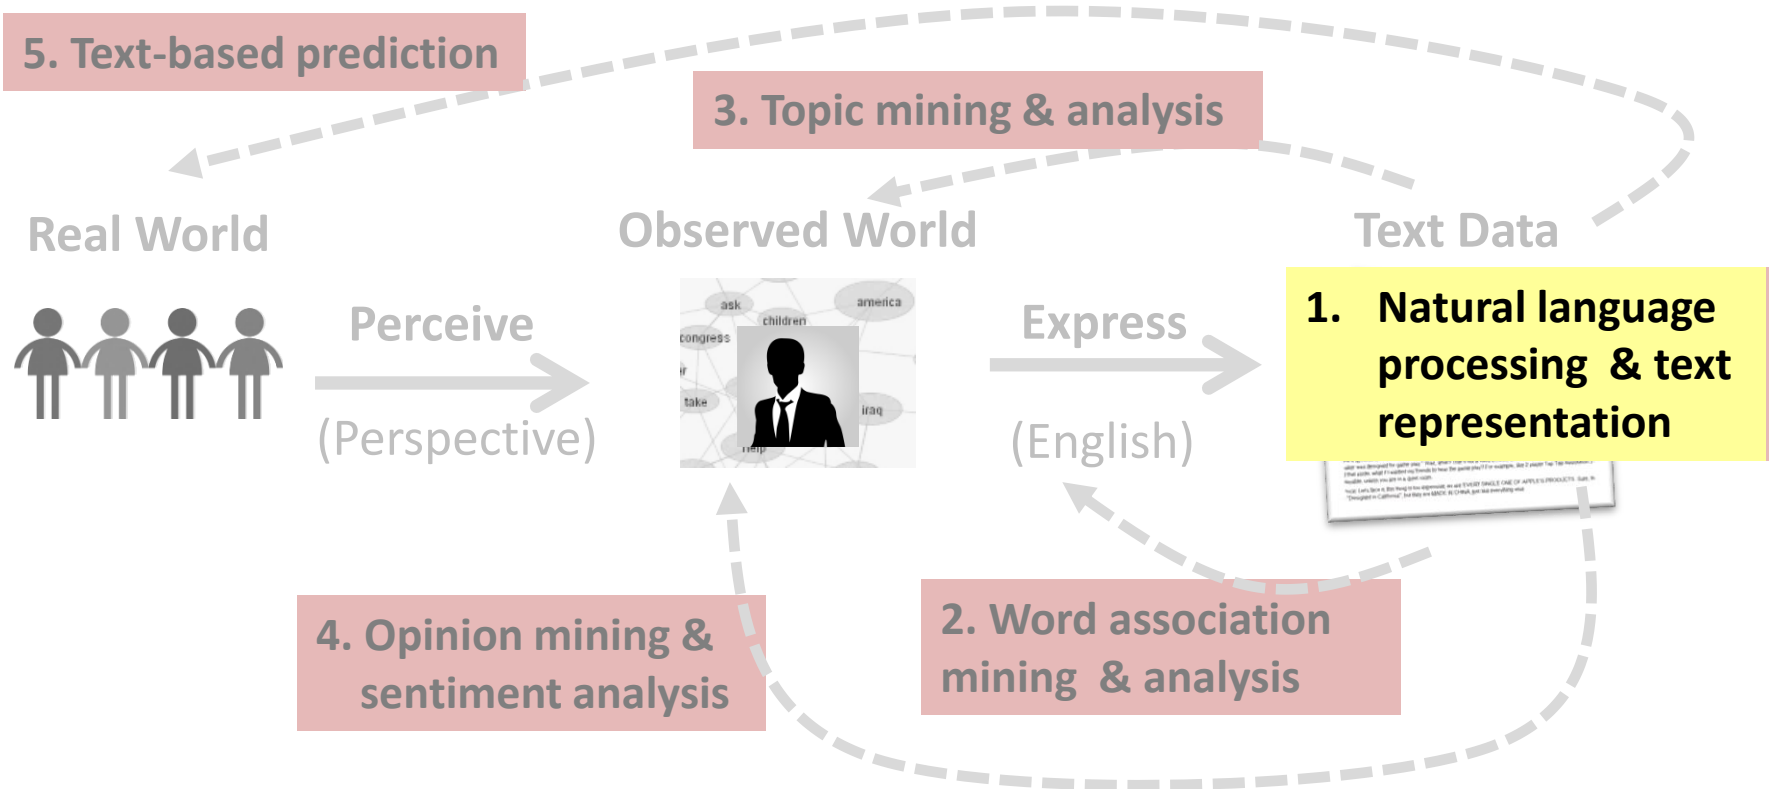 5. Text-based prediction
3. Topic mining & analysis
Real World
Observed World
Text Data
Perceive
(Perspective)
ask
america
children
congress
take
iraq
Help
Express
(English)
1. Natural language
processing & text
representation
4. Opinion mining &
sentiment analysis
2. Word association
mining & analysis